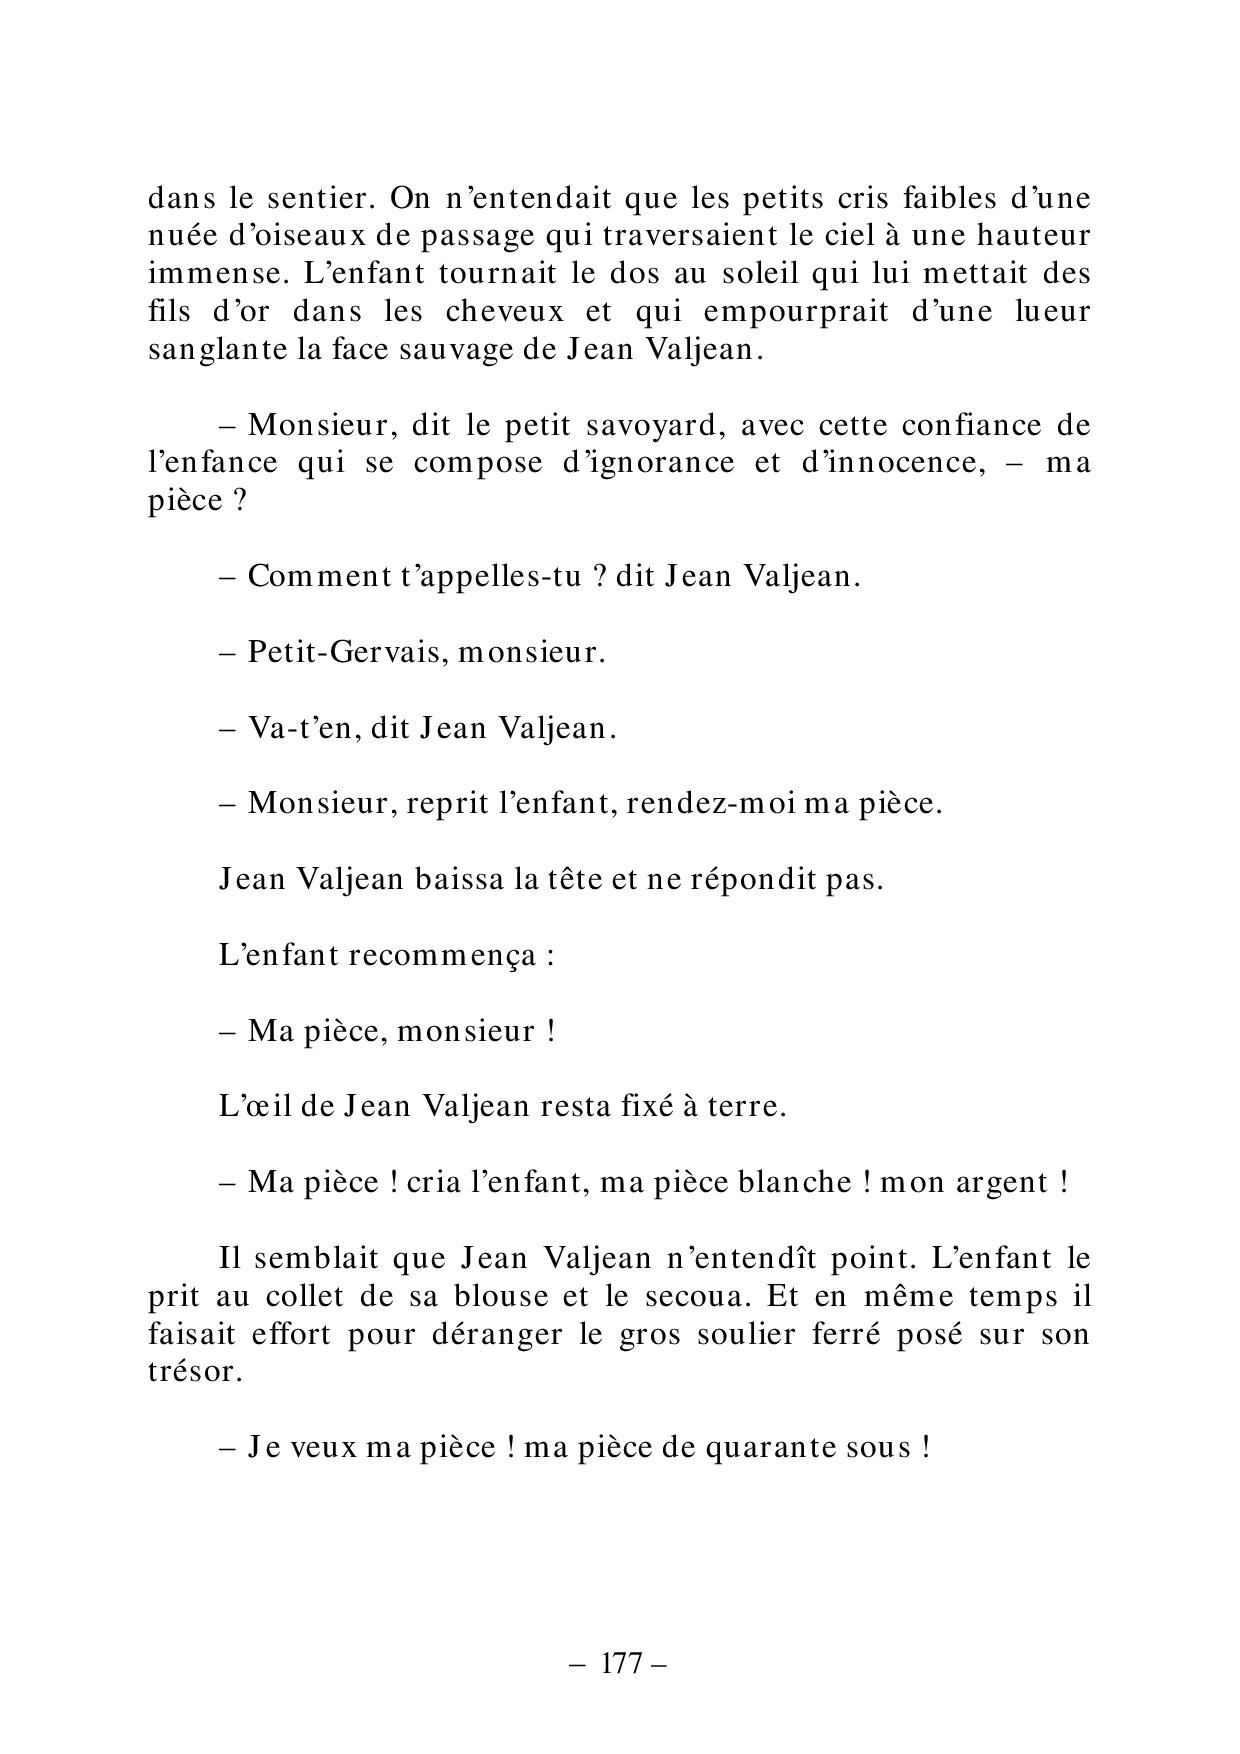 dans le sentier. On n’entendait que les petits cris faibles d’une
nuée d’oiseaux de passage qui traversaient le ciel à une hauteur
immense. L’enfant tournait le dos au soleil qui lui mettait des
fils d’or dans les cheveux et qui empourprait d’une lueur
sanglante la face sauvage de Jean Valjean.
– Monsieur, dit le petit savoyard, avec cette confiance de
l’enfance qui se compose d’ignorance et d’innocence, – ma
pièce ?
– Comment t’appelles-tu ? dit Jean Valjean.
– Petit-Gervais, monsieur.
– Va-t’en, dit Jean Valjean.
– Monsieur, reprit l’enfant, rendez-moi ma pièce.
Jean Valjean baissa la tête et ne répondit pas.
L’enfant recommença :
– Ma pièce, monsieur !
L’œil de Jean Valjean resta fixé à terre.
– Ma pièce ! cria l’enfant, ma pièce blanche ! mon argent !
Il semblait que Jean Valjean n’entendît point. L’enfant le
prit au collet de sa blouse et le secoua. Et en même temps il
faisait effort pour déranger le gros soulier ferré posé sur son
trésor.
– Je veux ma pièce ! ma pièce de quarante sous !
– 177 –